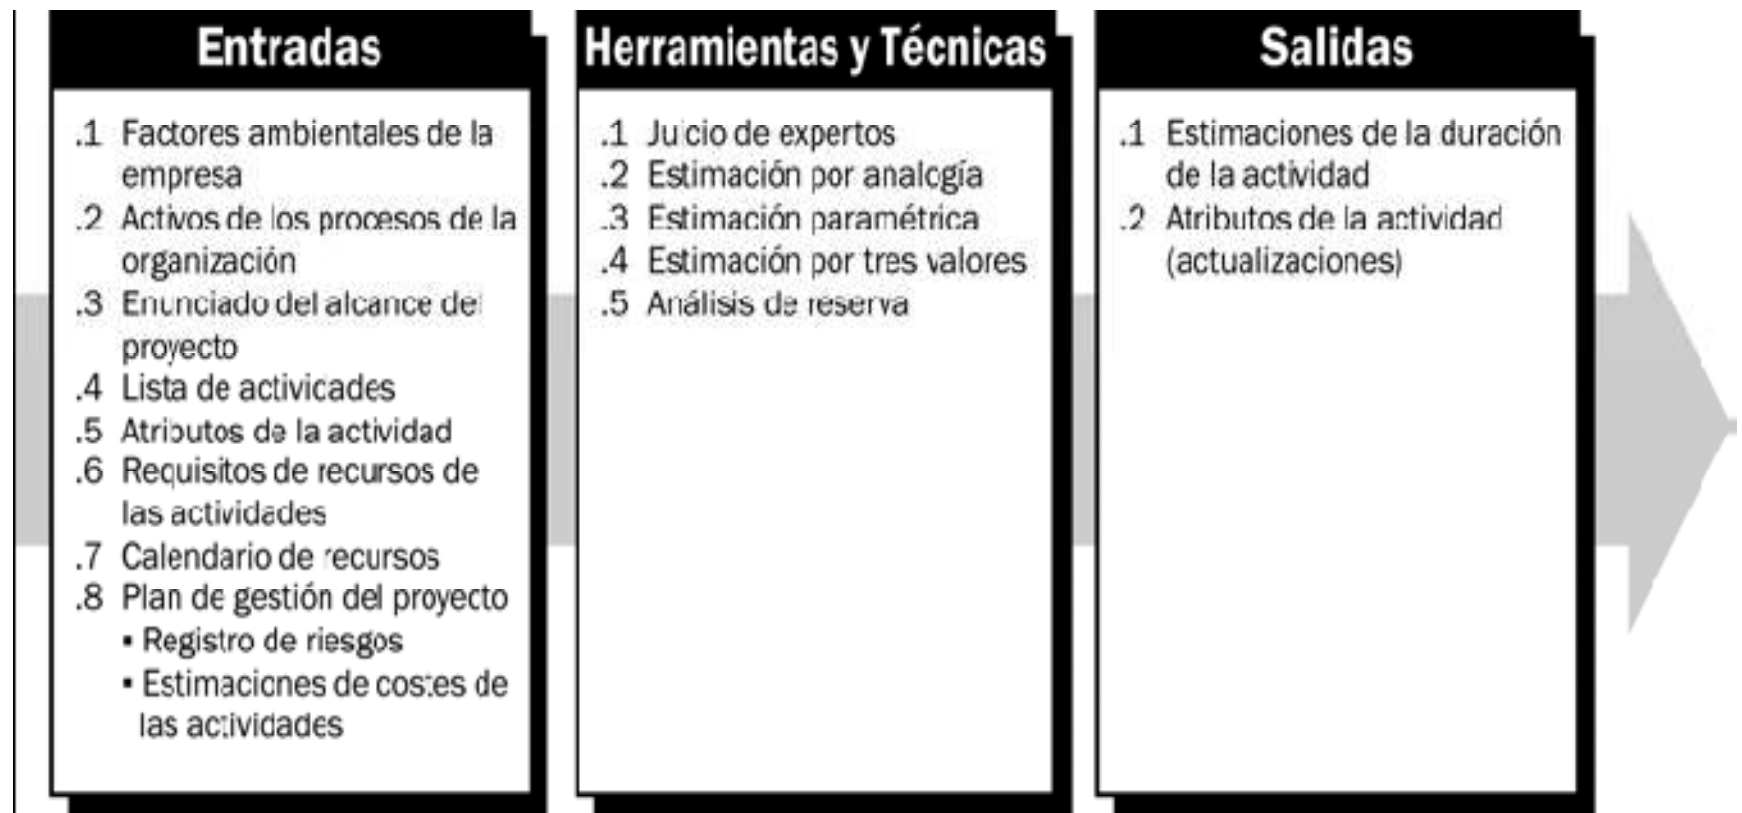 Entradas
.1 Factores ambientales de la
empresa
.2 Activos de los procesos de la
organización
.3 Enunciado del alcance del
proyecto
.4 Lista de actividades
.5 Atributos de la actividad
.6 Requisitos de recursos de
las actividades
.7 Calendario de recursos
.8 Plan de gestión del proyecto
▪ Registro de riesgos
▪ Estimaciones de costes de
las actividades
Herramientas y Técnicas
.1 Juicio de expertos
.2 Estimación por analogía
.3 Estimación paramétrica
.4 Estimación por tres valores
.5 Análisis de reserva
Salidas
.1 Estimaciones de la duración
de la actividad
.2 Atributos de la actividad
(actualizaciones)